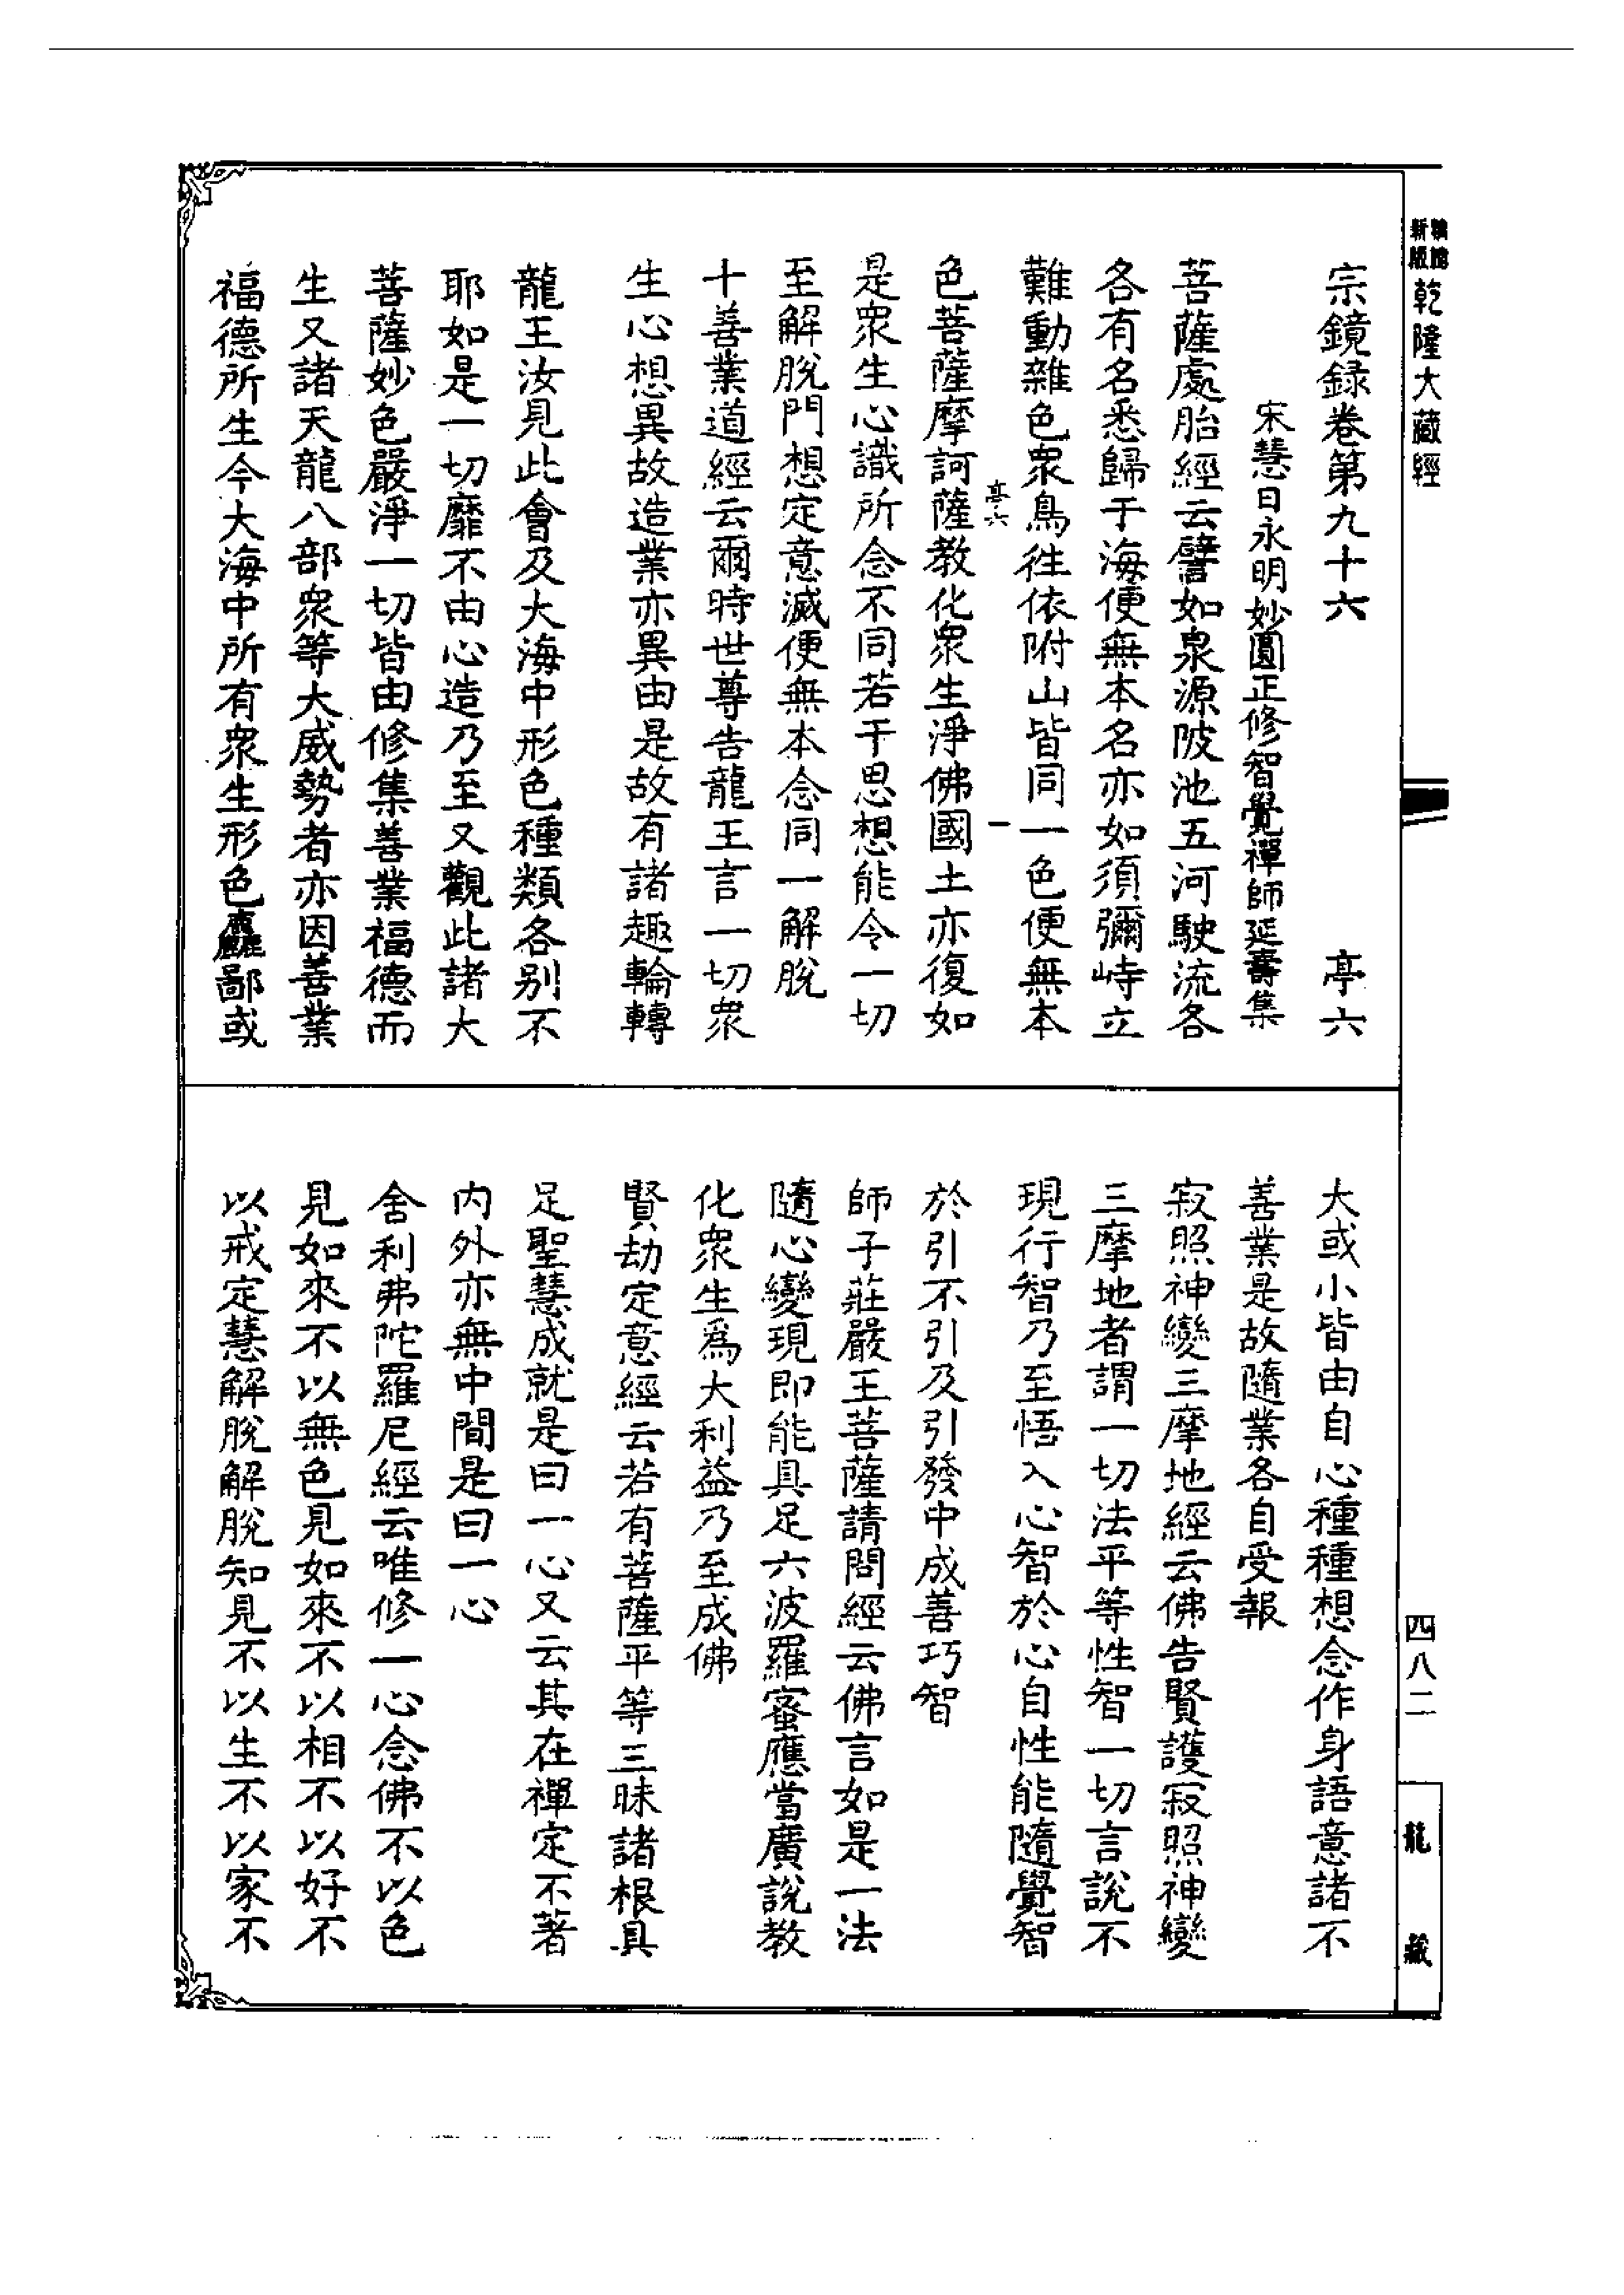 乾隆大藏經
宗鏡録卷第九十六 亭六
宋慧日永明妙圓正修智覺禪師延壽集
菩薩處胎經云譬如泉源陂池五河駛流各
各有名悉歸于海便無本名亦如須彌峙立
難動雜色衆鳥徃依附山皆同一色便無本
亭六 一
色菩薩摩訶薩教化衆生淨佛國土亦復如
是衆生心識所念不同若干思想能令一切
至解脫門想定意滅便無本念同一解脫
十善業道經云爾時世尊告龍王言一切衆
生心想異故造業亦異由是故有諸趣輪轉
龍王汝見此會及大海中形色種類各别不
耶如是一切靡不由心造乃至又觀此諸大
菩薩妙色嚴淨一切皆由修集善業福德而
生又諸天龍八部衆等大威勢者亦因善業
福德所生今大海中所有衆生形色麤鄙或
大或小皆由自心種種想念作身語意諸不
善業是故隨業各自受報
寂照神變三摩地經云佛告賢護寂照神變
三摩地者謂一切法平等性智一切言說不
現行智乃至悟入心智於心自性能隨覺智
於引不引及引發中成善巧智
師子莊嚴王菩薩請問經云佛言如是一法
隨心變現即能具足六波羅蜜應當廣說教
化衆生爲大利益乃至成佛
賢劫定意經云若有菩薩平等三昧諸根具
足聖慧成就是曰一心又云其在禪定不著
内外亦無中間是曰一心
舍利弗陀羅尼經云唯修一心念佛不以色
見如來不以無色見如來不以相不以好不
以戒定慧解脫解脫知見不以生不以家不
四八二
龍藏